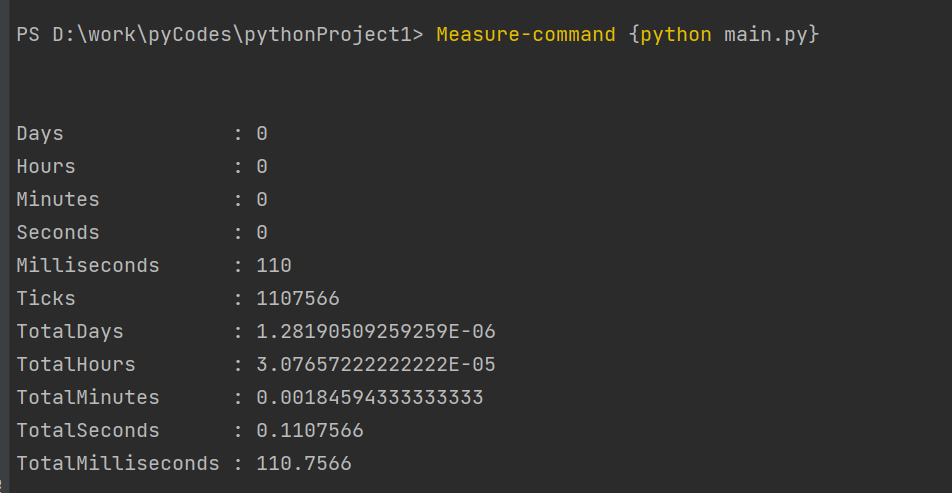 PS D:\work\pyCodes\pythonProject1> Measure-command {python main.py}
Days              : 0
Hours             : 0
Minutes           : 0
Seconds           : 0
Milliseconds      : 110
Ticks             : 1107566
TotalDays         : 1.28190509259259E-06
TotalHours        : 3.07657222222222E-05
TotalMinutes      : 0.00184594333333333
TotalSeconds      : 0.1107566
TotalMilliseconds : 110.7566